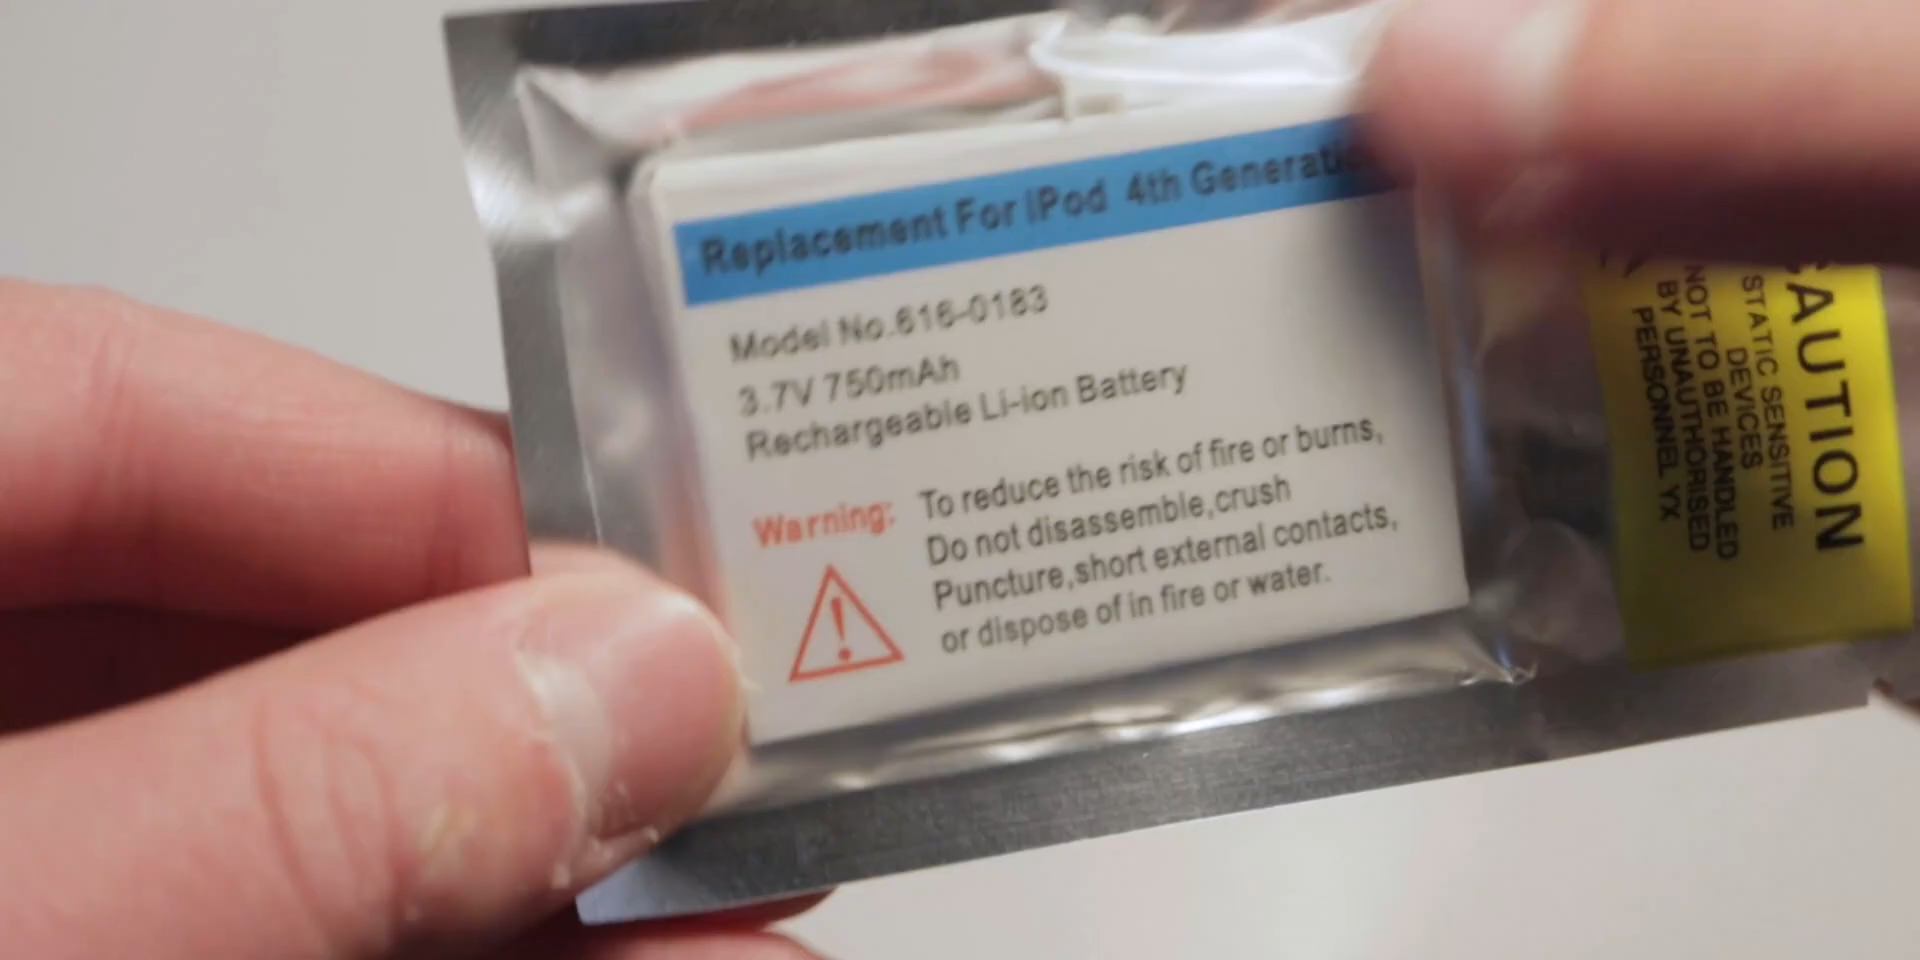 Replacement For iPod 4th Generati
Model No.616-0183
3.7V 750mAh
Rechargeable Li-ion Battery
Warning:
To reduce the risk of fire or burns,
Do not disassemble,crush
Puncture,short external contacts,
or dispose of in fire or water.
CAUTION
STATIC SENSITIVE
DEVICES
NOT TO BE HANDLED
BY UNAUTHORISED
PERSONNEL YX